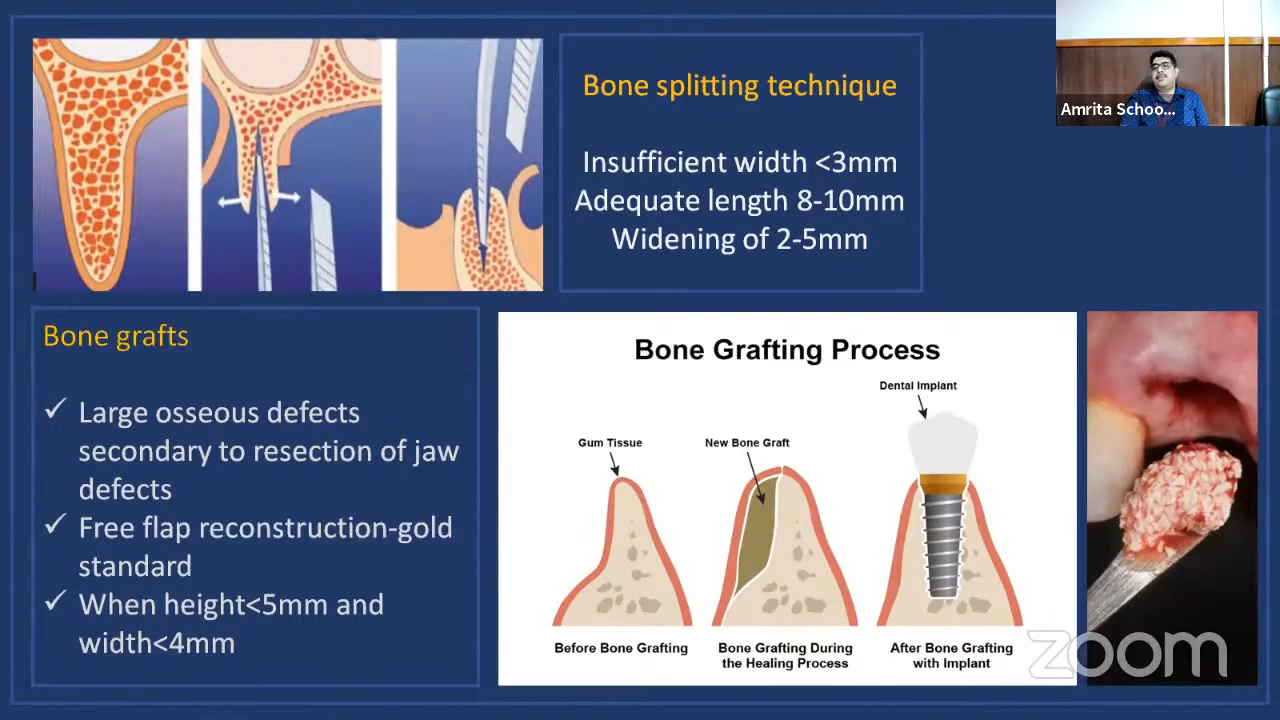 Bone splitting technique
Insufficient width <3mm
Adequate length 8-10mm
Widening of 2-5mm
Amrita Schoo...
Bone grafts
✓ Large osseous defects
secondary to resection of jaw
defects
✓ Free flap reconstruction-gold
standard
✓ When height<5mm and
width<4mm
Bone Grafting Process
Dental Implant
Gum Tissue
New Bone Graft
Before Bone Grafting
Bone Grafting During
the Healing Process
After Bone Grafting
with Implant
zoom